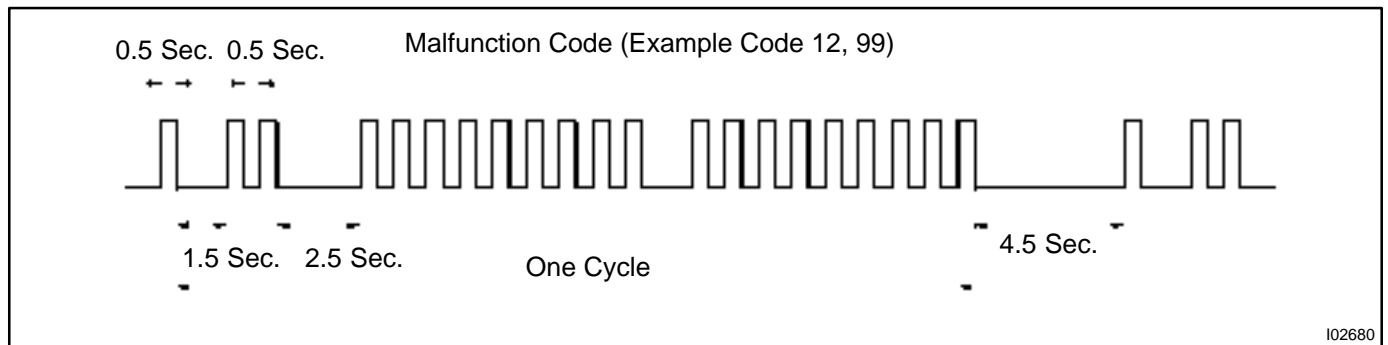 Malfunction Code (Example Code 12, 99)
0.5 Sec. 0.5 Sec.
1.5 Sec. 2.5 Sec.
4.5 Sec.
One Cycle
I02680